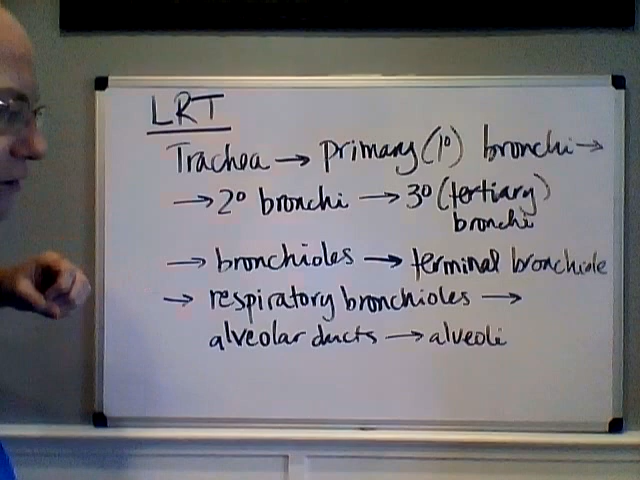 LRT
Trachea → primary (1°) bronchi →
→ 2° bronchi → 3° (tertiary)
bronchi
→ bronchioles → terminal bronchiole
→ respiratory bronchioles →
alveolar ducts → alveoli